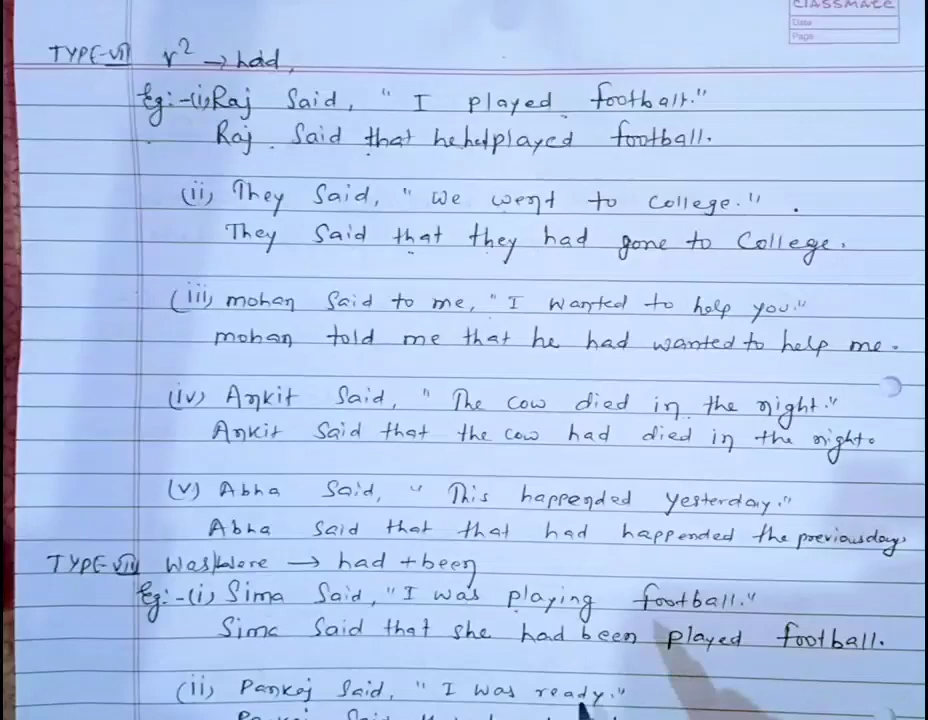 CLASSMATE
Date
Page
TYPE-VII v² → had,
Eg:-(i) Raj Said, " I played football."
Raj. Said that he had played football.
(ii) They Said, " We went to College."
They Said that they had gone to College.
(iii) mohan Said to me, "I wanted to help you."
mohan told me that he had wanted to help me.
(iv) Ankit Said, " The cow died in the night."
Ankit Said that the cow had died in the night.
(v) Abha Said, " This happended yesterday."
Abha said that that had happended the previous day.
TYPE-VIII Was/Were → had + been
Eg:-(i) Sima Said, "I was playing football."
Sima Said that she had been played football.
(ii) Pankaj Said, " I was ready."